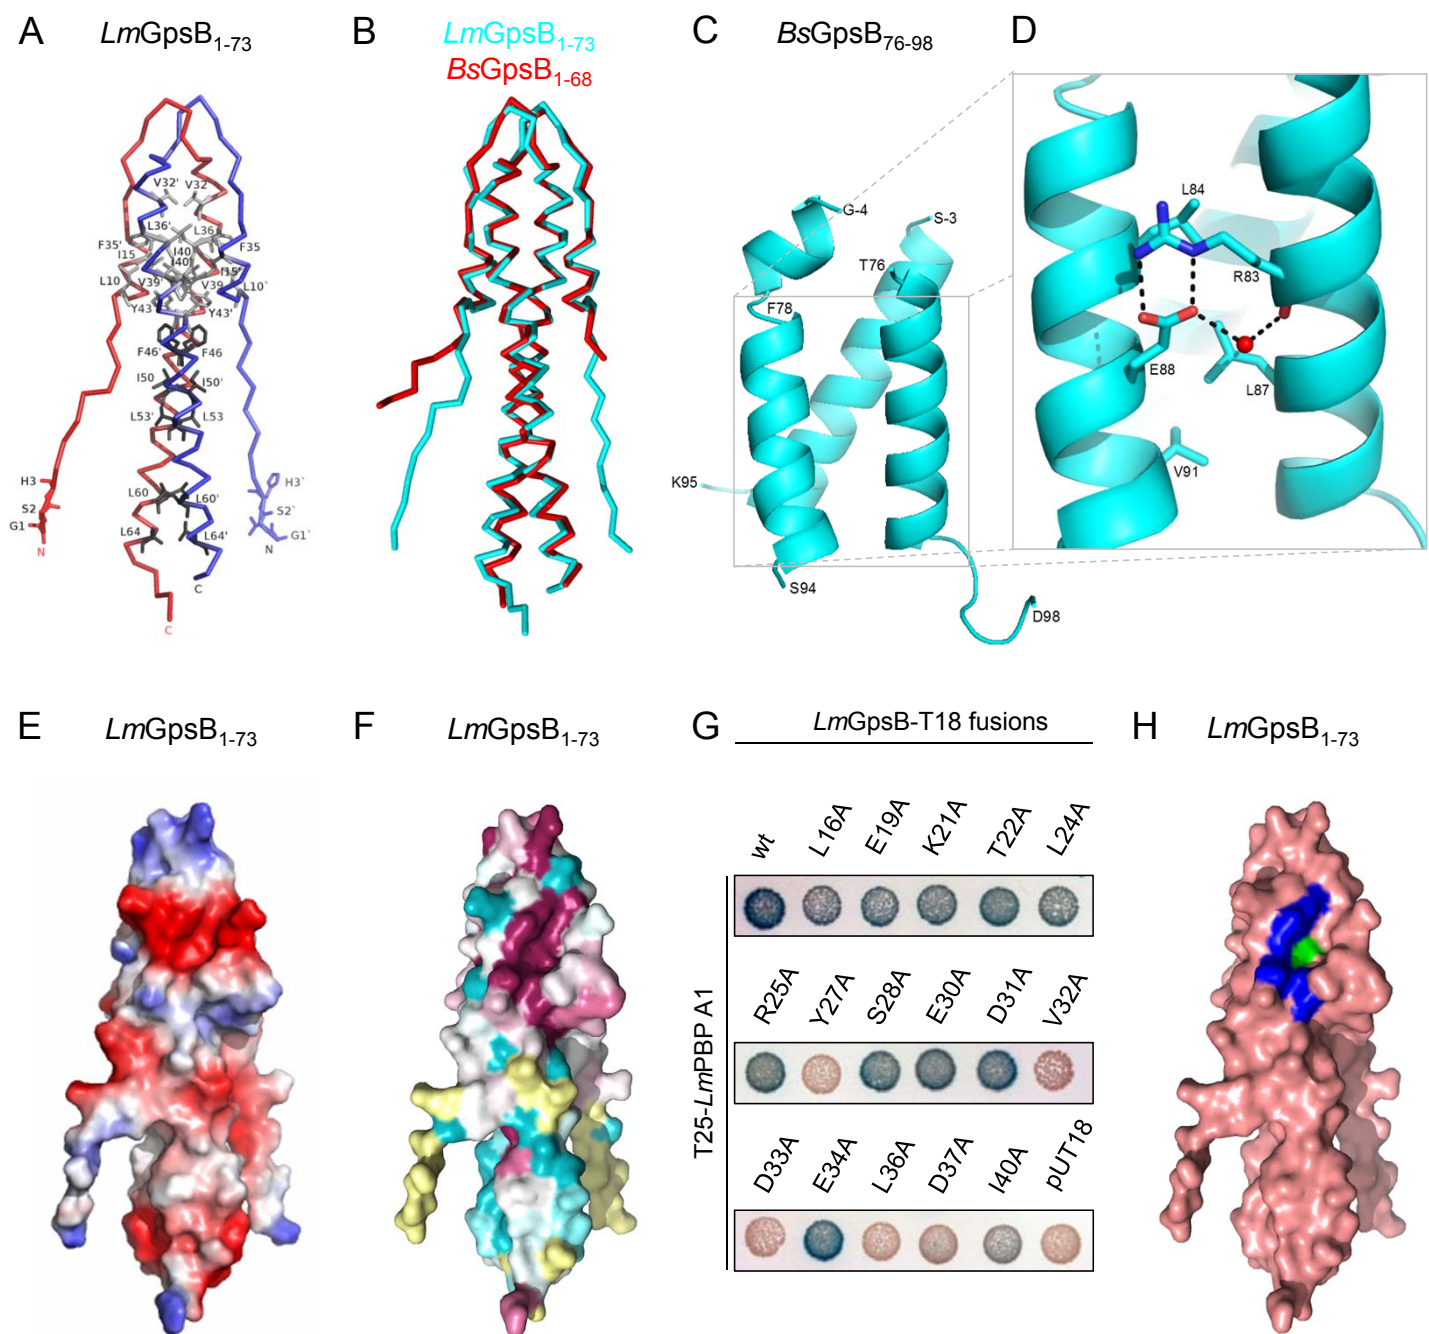 A LmGpsB1-73
V32' V32
L36' L36
F35' I15 I40 I40' F35 I15'
L10 V39' V39 L10`
Y43 Y43'
F46' F46
I50 I50'
L53' L53
H3 L60 L60' H3`
S2 S2`
G1 L64 L64' G1`
N N
C
C
B LmGpsB1-73
BsGpsB1-68
C BsGpsB76-98
G-4
S-3
T76
F78
K95
S94
D98
D
L84
R83
E88
L87
V91
E LmGpsB1-73
F LmGpsB1-73
G LmGpsB-T18 fusions
T25-LmPBP A1
wt L16A E19A K21A T22A L24A
R25A Y27A S28A E30A D31A V32A
D33A E34A L36A D37A I40A pUT18
H LmGpsB1-73